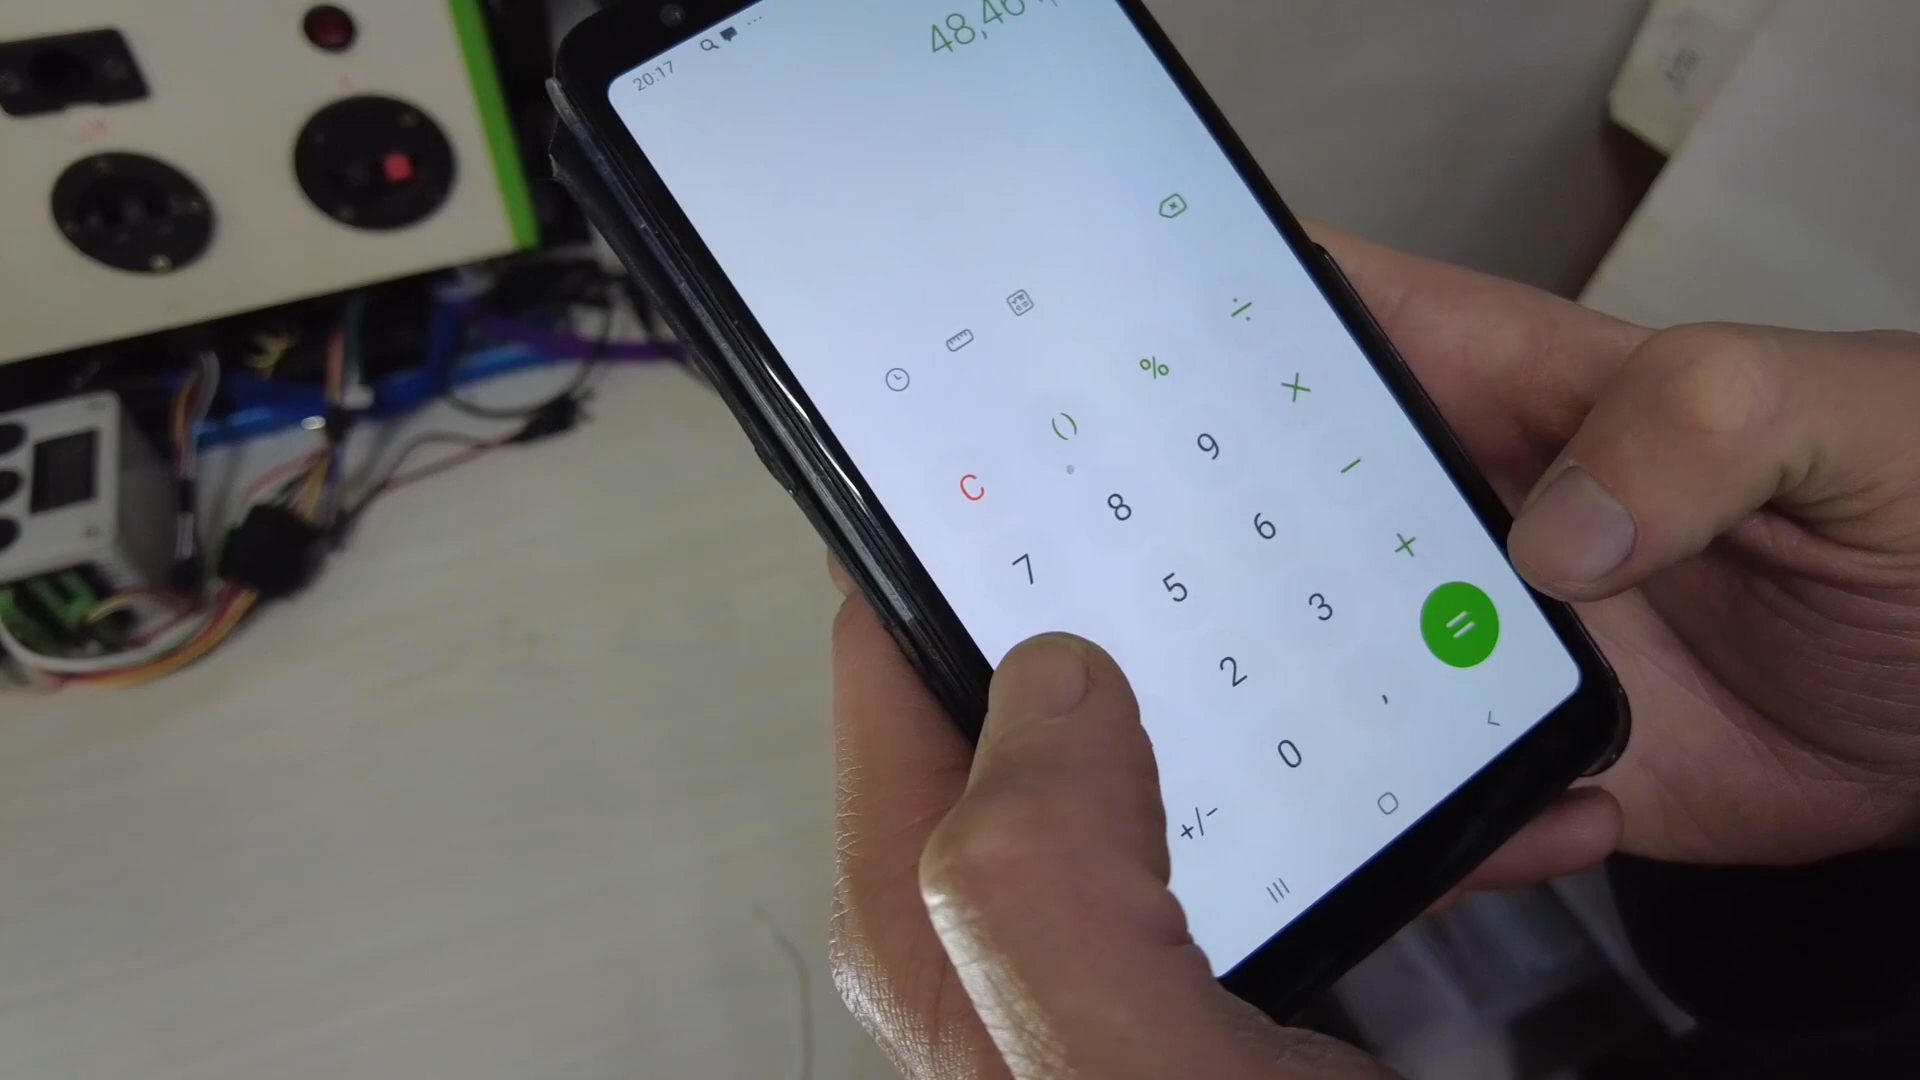 20:17
48,46
C () % ÷
7 8 9 ×
5 6 −
2 3 +
+/- 0 , =